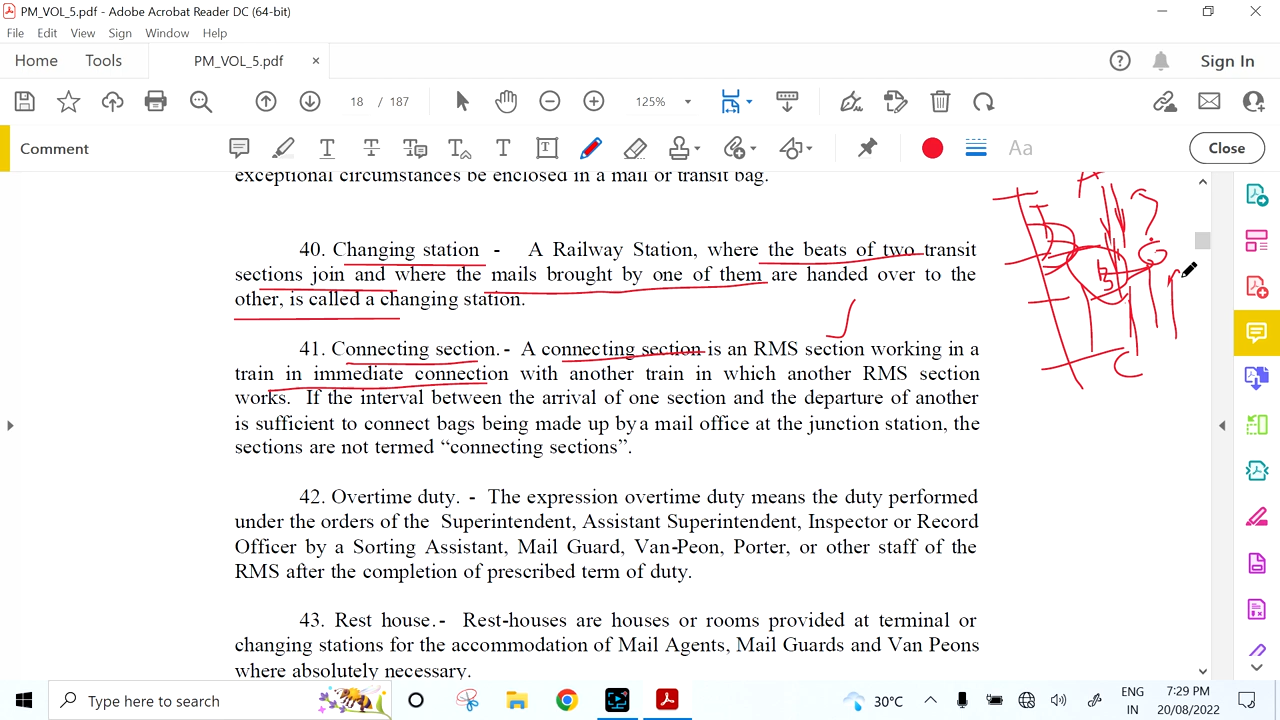 PM_VOL_5.pdf - Adobe Acrobat Reader DC (64-bit)
File Edit View Sign Window Help
Home Tools PM_VOL_5.pdf × ? Sign In
18 / 187 125%
Comment T T T T Aa Close
exceptional circumstances be enclosed in a mail or transit bag.
40. Changing station - A Railway Station, where the beats of two transit
sections join and where the mails brought by one of them are handed over to the
other, is called a changing station.
41. Connecting section. - A connecting section is an RMS section working in a
train in immediate connection with another train in which another RMS section
works. If the interval between the arrival of one section and the departure of another
is sufficient to connect bags being made up by a mail office at the junction station, the
sections are not termed “connecting sections”.
42. Overtime duty. - The expression overtime duty means the duty performed
under the orders of the Superintendent, Assistant Superintendent, Inspector or Record
Officer by a Sorting Assistant, Mail Guard, Van-Peon, Porter, or other staff of the
RMS after the completion of prescribed term of duty.
43. Rest house.- Rest-houses are houses or rooms provided at terminal or
changing stations for the accommodation of Mail Agents, Mail Guards and Van Peons
where absolutely necessary.
A
?
B
C
Type here to search
30°C
ENG
IN
7:29 PM
20/08/2022